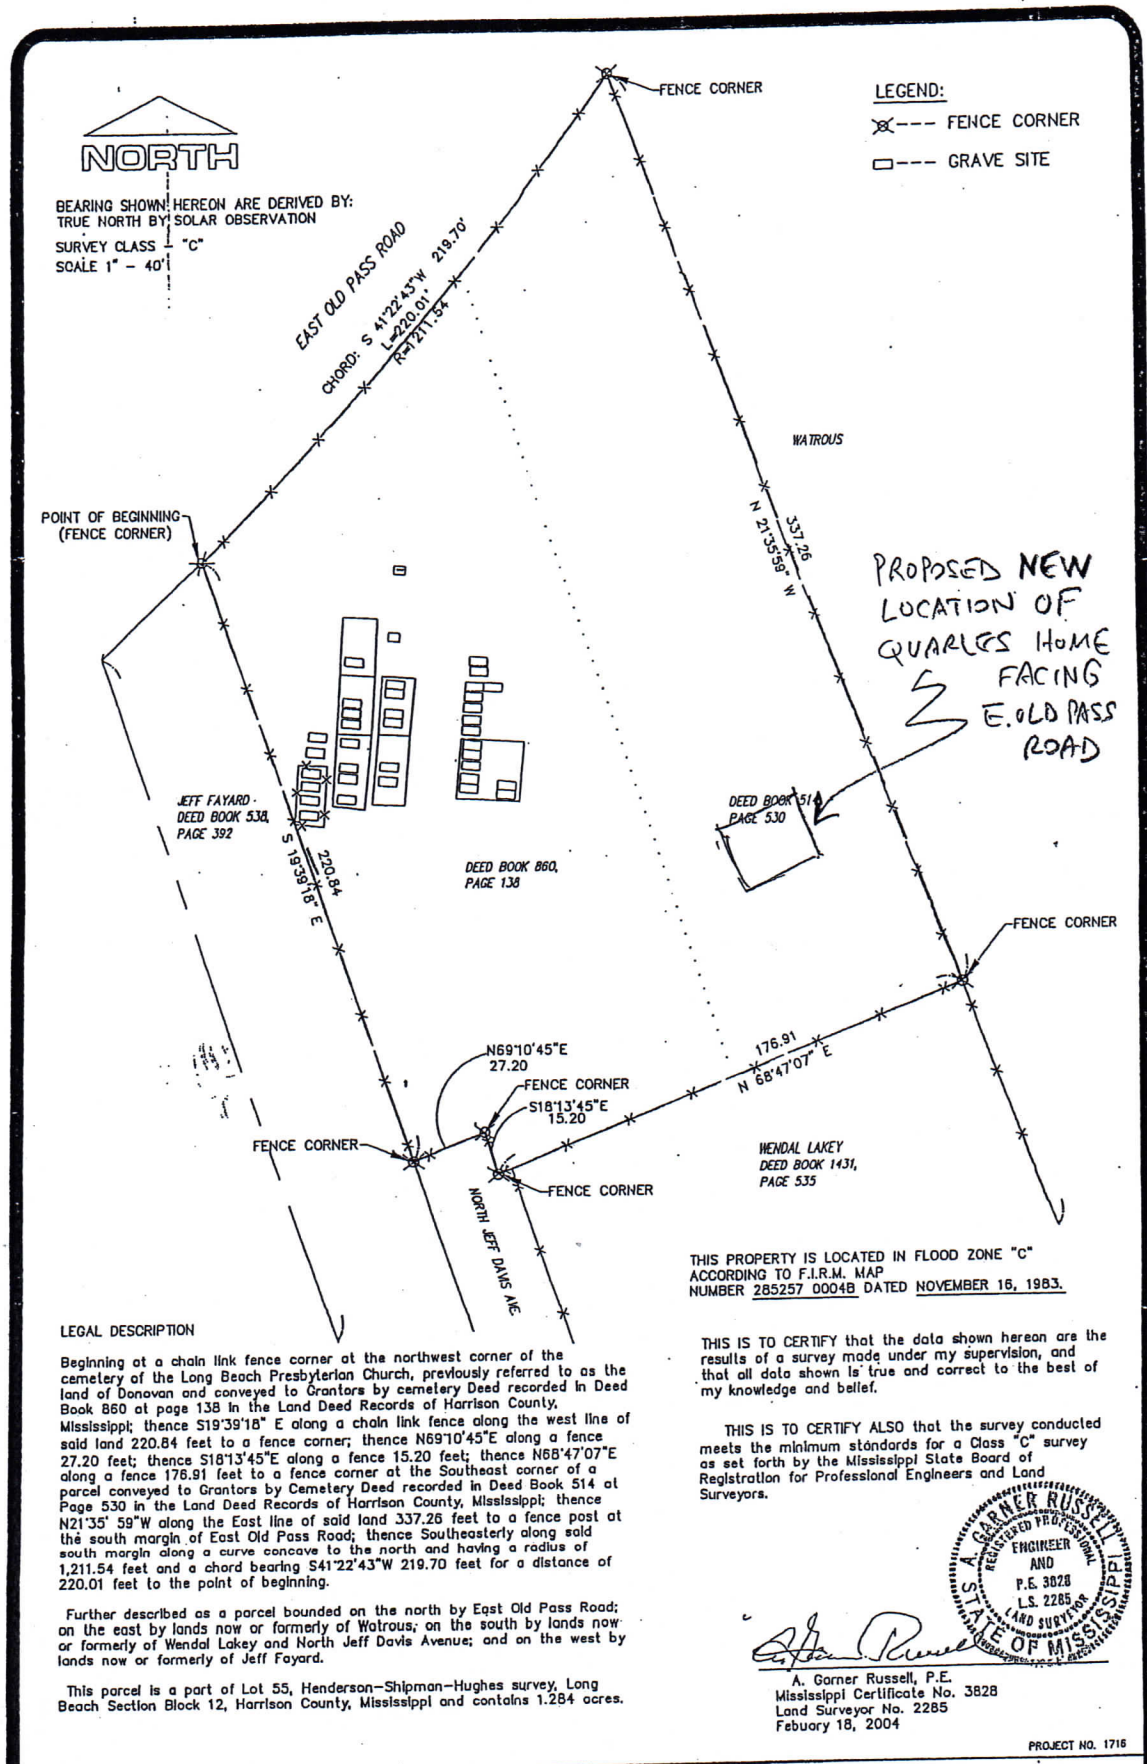 FENCE CORNER
LEGEND:
--- FENCE CORNER
--- GRAVE SITE
NORTH
BEARING SHOWN HEREON ARE DERIVED BY:
TRUE NORTH BY SOLAR OBSERVATION
SURVEY CLASS - "C"
SCALE 1" - 40'
EAST OLD PASS ROAD
CHORD: S 41°22'43"W 219.70'
L=220.01'
R=1211.54
WATROUS
337.26
N 21°35'59" W
POINT OF BEGINNING
(FENCE CORNER)
PROPOSED NEW
LOCATION OF
QUARLES HOME
FACING
E. OLD PASS
ROAD
JEFF FAYARD
DEED BOOK 538,
PAGE 392
220.84
S 19°39'18" E
DEED BOOK 860,
PAGE 138
DEED BOOK 514
PAGE 530
FENCE CORNER
N69°10'45"E
27.20
FENCE CORNER
S18°13'45"E
15.20
176.91
N 68°47'07" E
FENCE CORNER
FENCE CORNER
NORTH JEFF DAVIS AVE.
WENDAL LAKEY
DEED BOOK 1431,
PAGE 535
THIS PROPERTY IS LOCATED IN FLOOD ZONE "C"
ACCORDING TO F.I.R.M. MAP
NUMBER 285257 0004B DATED NOVEMBER 16, 1983.
LEGAL DESCRIPTION
Beginning at a chain link fence corner at the northwest corner of the
cemetery of the Long Beach Presbyterian Church, previously referred to as the
land of Donovan and conveyed to Grantors by cemetery Deed recorded in Deed
Book 860 at page 138 in the Land Deed Records of Harrison County,
Mississippi; thence S19°39'18" E along a chain link fence along the west line of
said land 220.84 feet to a fence corner; thence N69°10'45"E along a fence
27.20 feet; thence S18°13'45"E along a fence 15.20 feet; thence N68°47'07"E
along a fence 176.91 feet to a fence corner at the Southeast corner of a
parcel conveyed to Grantors by Cemetery Deed recorded in Deed Book 514 at
Page 530 in the Land Deed Records of Harrison County, Mississippi; thence
N21°35' 59"W along the East line of said land 337.26 feet to a fence post at
the south margin of East Old Pass Road; thence Southeasterly along said
south margin along a curve concave to the north and having a radius of
1,211.54 feet and a chord bearing S41°22'43"W 219.70 feet for a distance of
220.01 feet to the point of beginning.
Further described as a parcel bounded on the north by East Old Pass Road;
on the east by lands now or formerly of Watrous; on the south by lands now
or formerly of Wendal Lakey and North Jeff Davis Avenue; and on the west by
lands now or formerly of Jeff Fayard.
This parcel is a part of Lot 55, Henderson-Shipman-Hughes survey, Long
Beach Section Block 12, Harrison County, Mississippi and contains 1.284 acres.
THIS IS TO CERTIFY that the data shown hereon are the
results of a survey made under my supervision, and
that all data shown is true and correct to the best of
my knowledge and belief.
THIS IS TO CERTIFY ALSO that the survey conducted
meets the minimum standards for a Class "C" survey
as set forth by the Mississippi State Board of
Registration for Professional Engineers and Land
Surveyors.
A. GARNER RUSSELL
REGISTERED PROFESSIONAL
ENGINEER
AND
P.E. 3828
L.S. 2285
LAND SURVEYOR
STATE OF MISSISSIPPI
A. Garner Russell, P.E.
Mississippi Certificate No. 3828
Land Surveyor No. 2285
Febuary 18, 2004
PROJECT NO. 1716